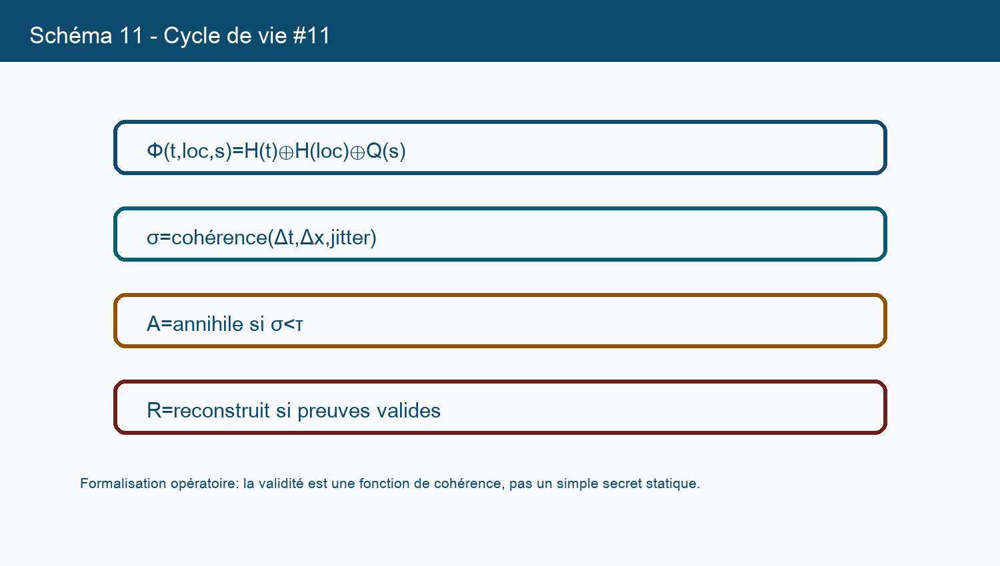 Schéma 11 - Cycle de vie #11
Φ(t,loc,s)=H(t)⊕H(loc)⊕Q(s)
σ=cohérence(Δt,Δx,jitter)
A=annihile si σ<τ
R=reconstruit si preuves valides
Formalisation opératoire: la validité est une fonction de cohérence, pas un simple secret statique.